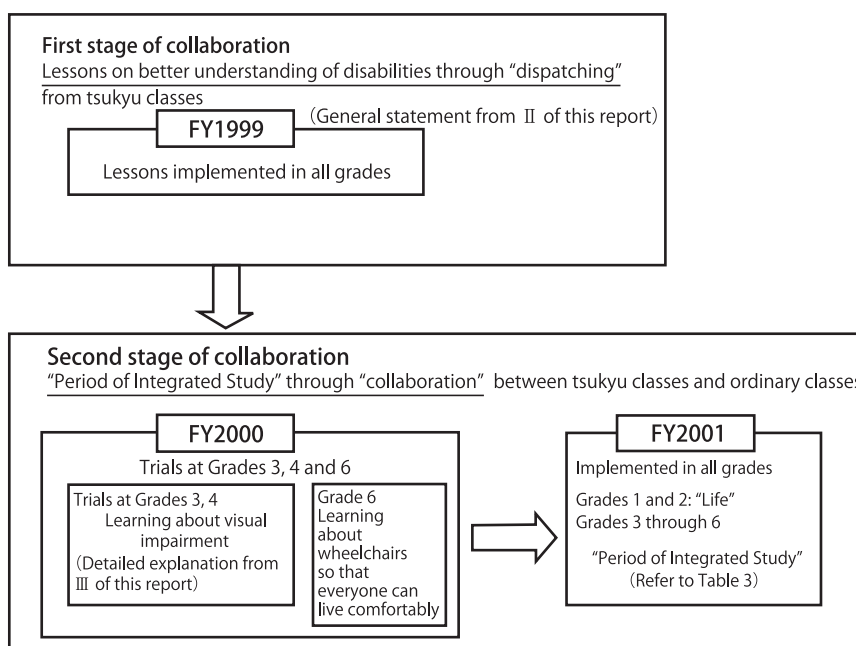 First stage of collaboration
Lessons on better understanding of disabilities through “dispatching”
from tsukyu classes
(General statement from Ⅱ of this report)
FY1999
Lessons implemented in all grades
Second stage of collaboration
“Period of Integrated Study” through “collaboration” between tsukyu classes and ordinary classes
FY2000
Trials at Grades 3, 4 and 6
Trials at Grades 3, 4
Learning about visual
impairment
(Detailed explanation from
Ⅲ of this report)
Grade 6
Learning
about
wheelchairs
so that
everyone can
live comfortably
FY2001
Implemented in all grades
Grades 1 and 2: “Life”
Grades 3 through 6
“Period of Integrated Study”
(Refer to Table 3)